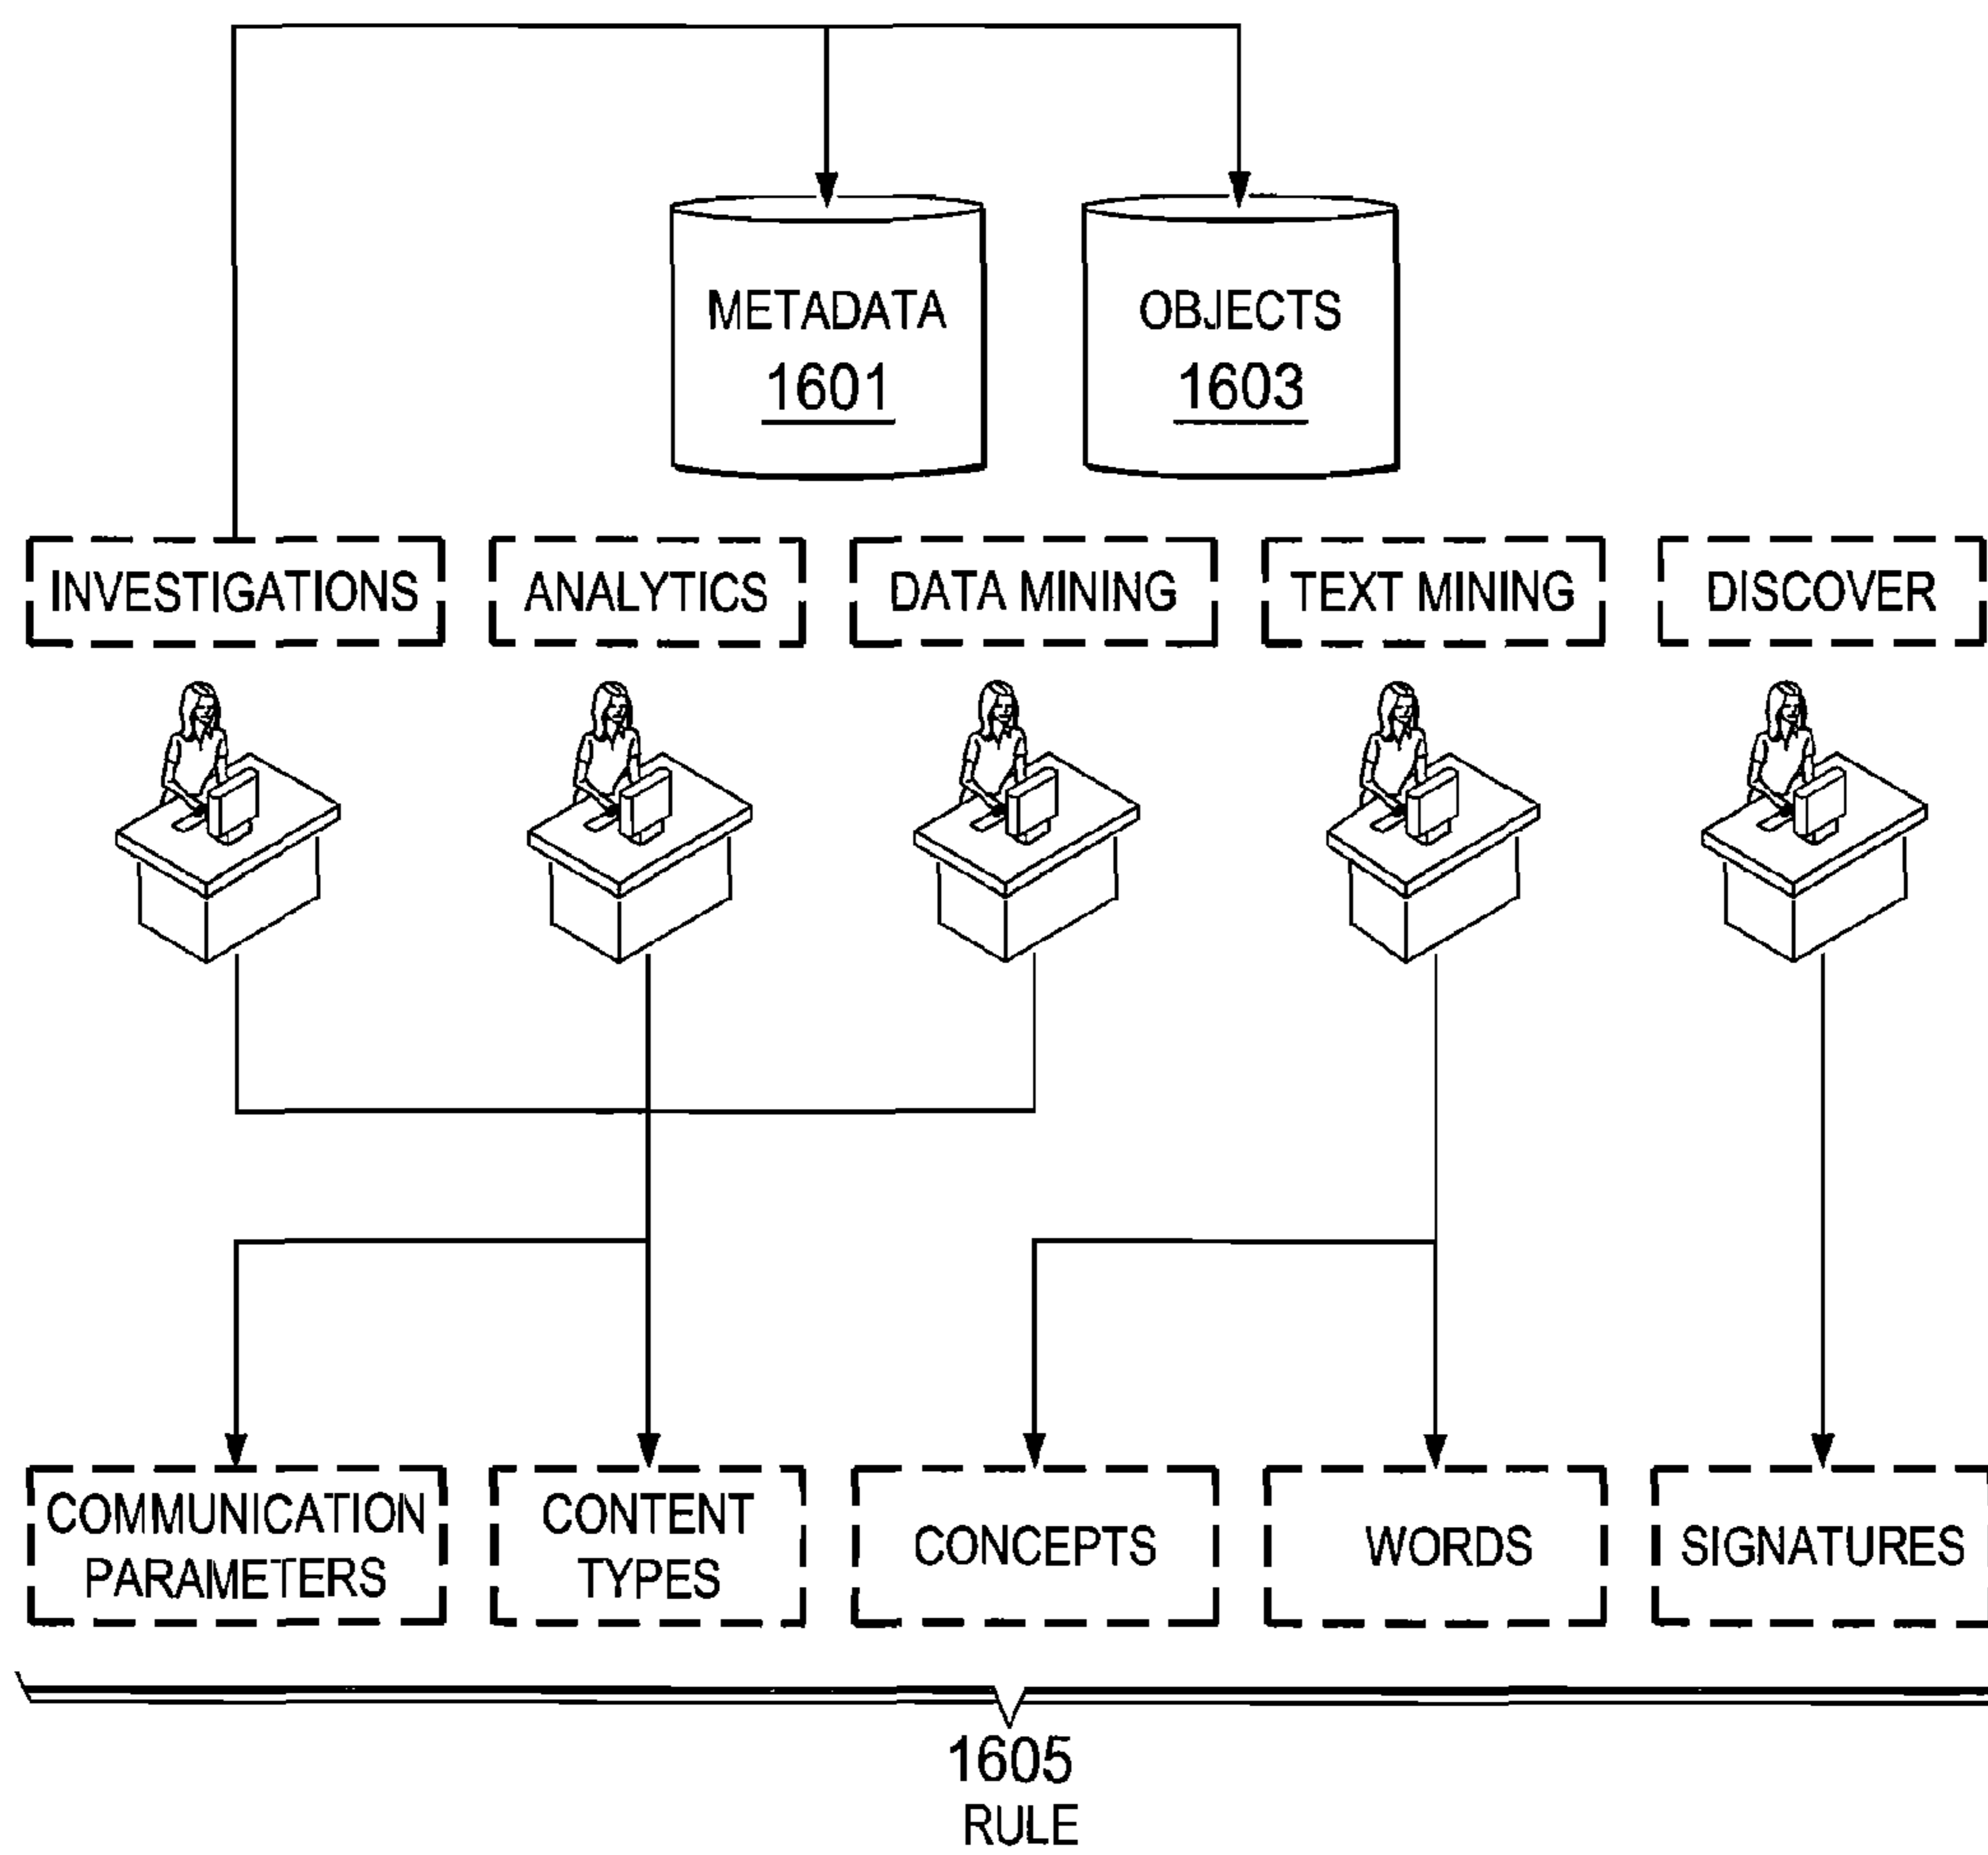 METADATA
1601
OBJECTS
1603
INVESTIGATIONS
ANALYTICS
DATA MINING
TEXT MINING
DISCOVER
COMMUNICATION
PARAMETERS
CONTENT
TYPES
CONCEPTS
WORDS
SIGNATURES
1605
RULE